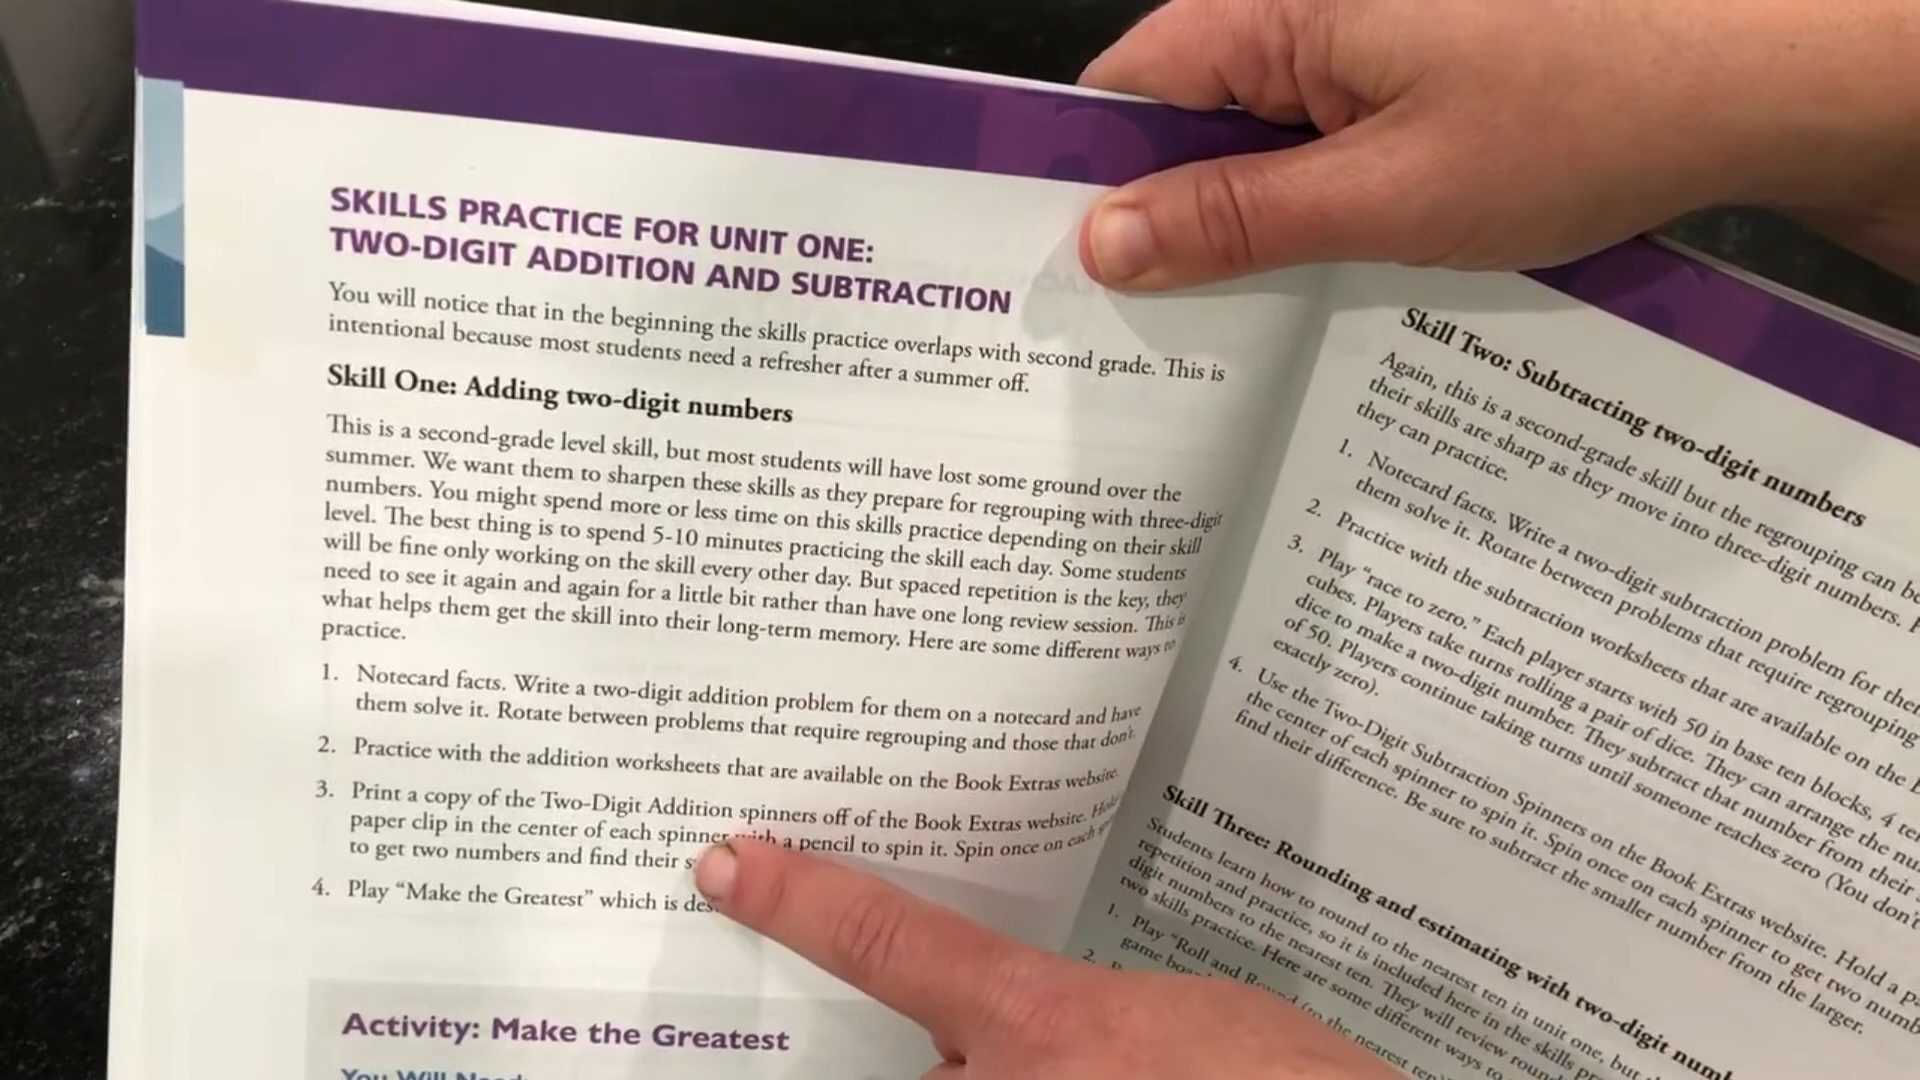 SKILLS PRACTICE FOR UNIT ONE:
TWO-DIGIT ADDITION AND SUBTRACTION
You will notice that in the beginning the skills practice overlaps with second grade. This is
intentional because most students need a refresher after a summer off.
Skill One: Adding two-digit numbers
This is a second-grade level skill, but most students will have lost some ground over the
summer. We want them to sharpen these skills as they prepare for regrouping with three-digit
numbers. You might spend more or less time on this skills practice depending on their skill
level. The best thing is to spend 5-10 minutes practicing the skill each day. Some students
will be fine only working on the skill every other day. But spaced repetition is the key, they
need to see it again and again for a little bit rather than have one long review session. This is
what helps them get the skill into their long-term memory. Here are some different ways to
practice.
1. Notecard facts. Write a two-digit addition problem for them on a notecard and have
them solve it. Rotate between problems that require regrouping and those that don't.
2. Practice with the addition worksheets that are available on the Book Extras website.
3. Print a copy of the Two-Digit Addition spinners off of the Book Extras website. Hold
paper clip in the center of each spinner with a pencil to spin it. Spin once on each
to get two numbers and find their
4. Play “Make the Greatest” which is
Activity: Make the Greatest
You Will Need:
Skill Two: Subtracting two-digit numbers
Again, this is a second-grade skill but the regrouping can be
their skills are sharp as they move into three-digit numbers.
they can practice.
1. Notecard facts. Write a two-digit subtraction problem for
them solve it. Rotate between problems that require regrouping
2. Practice with the subtraction worksheets that are available on the
3. Play “race to zero.” Each player starts with 50 in base ten blocks, 4
cubes. Players take turns rolling a pair of dice. They can arrange the
dice to make a two-digit number. They subtract that number from their
of 50. Players continue taking turns until someone reaches zero (You don't
exactly zero).
4. Use the Two-Digit Subtraction Spinners on the Book Extras website. Hold a
the center of each spinner to spin it. Spin once on each spinner to get two
find their difference. Be sure to subtract the smaller number from the larger.
Skill Three: Rounding and estimating with two-digit
Students learn how to round to the nearest ten in unit one, but
repetition and practice, so it is included here in the skills
digit numbers to the nearest ten. They will review
two skills practice. Here are some different ways to
1. Play “Roll and Round (to the nearest
game
2.